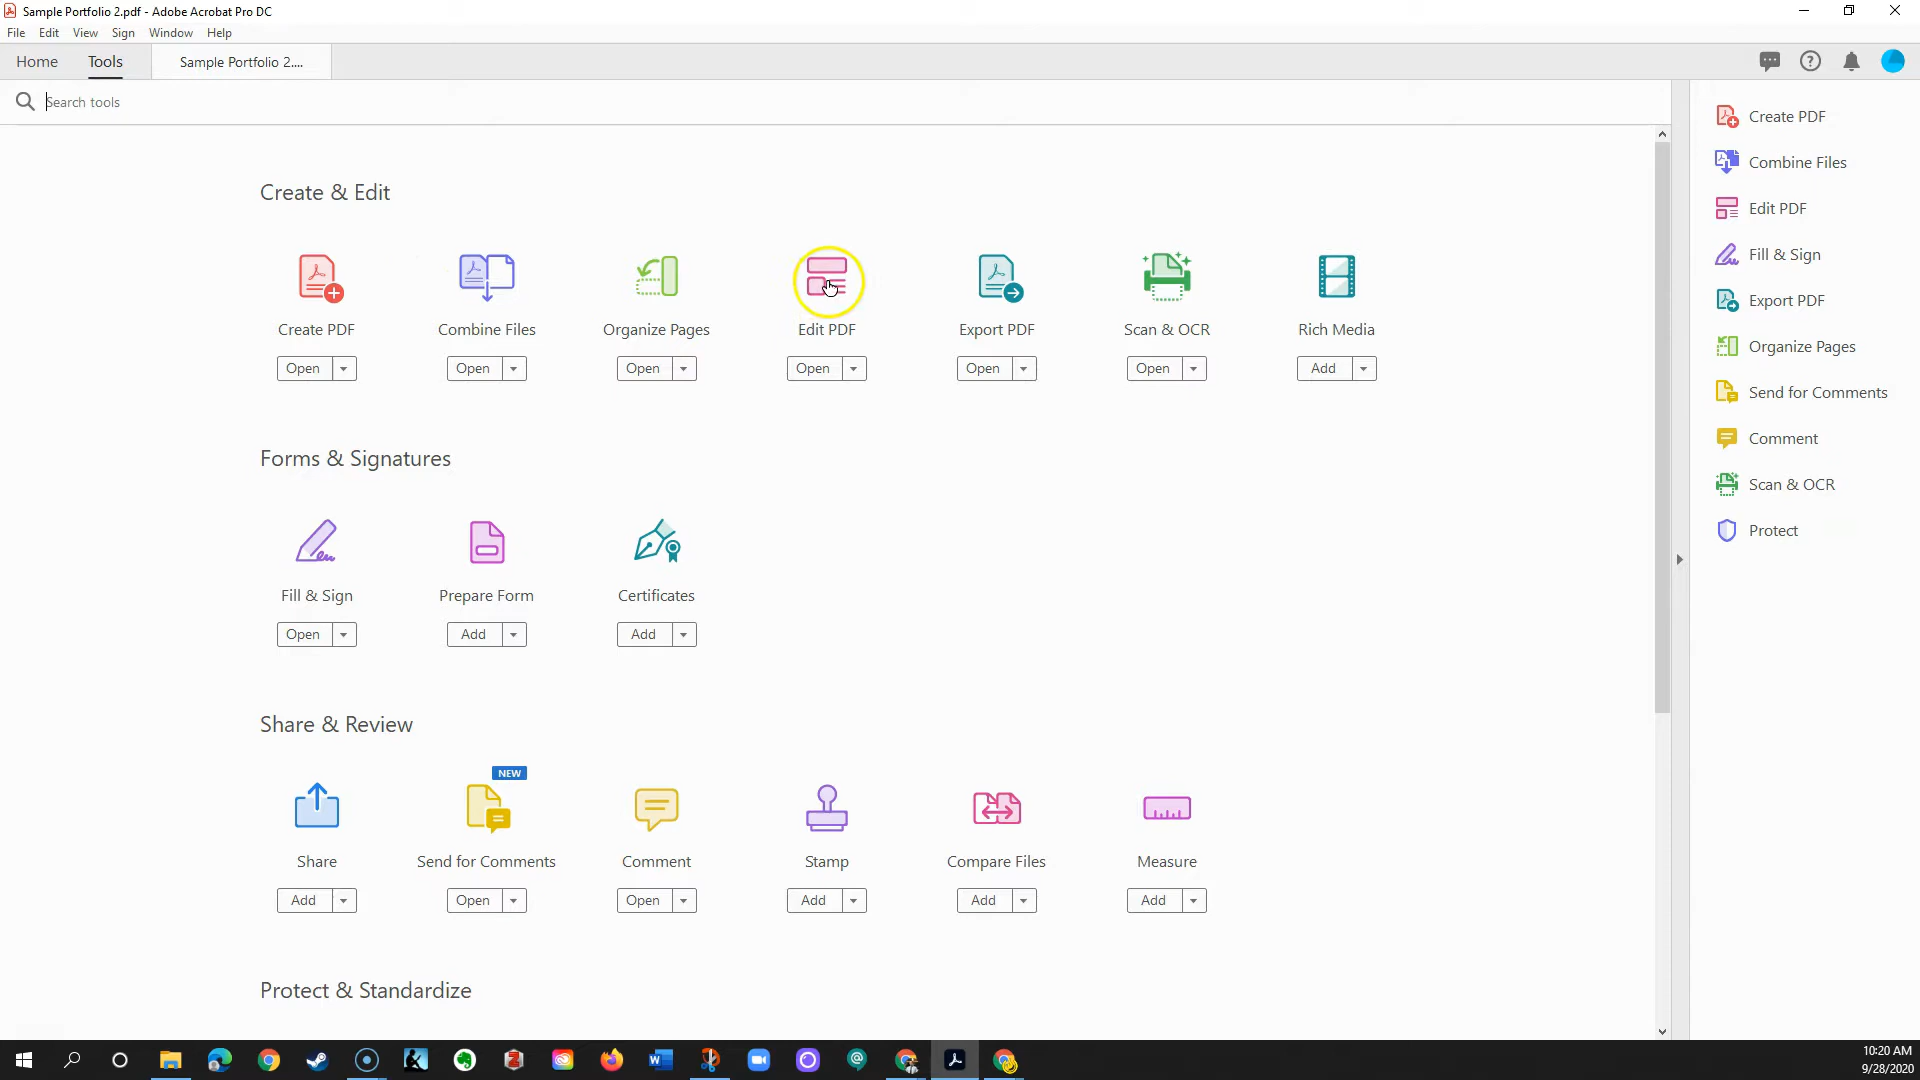 Sample Portfolio 2.pdf - Adobe Acrobat Pro DC
File Edit View Sign Window Help
Home Tools Sample Portfolio 2....
Search tools
Create & Edit
Create PDF Combine Files Organize Pages Edit PDF Export PDF Scan & OCR Rich Media
Open Open Open Open Open Open Add
Forms & Signatures
Fill & Sign Prepare Form Certificates
Open Add Add
Share & Review
NEW
Share Send for Comments Comment Stamp Compare Files Measure
Add Open Open Add Add Add
Protect & Standardize
Create PDF
Combine Files
Edit PDF
Fill & Sign
Export PDF
Organize Pages
Send for Comments
Comment
Scan & OCR
Protect
10:20 AM
9/28/2020